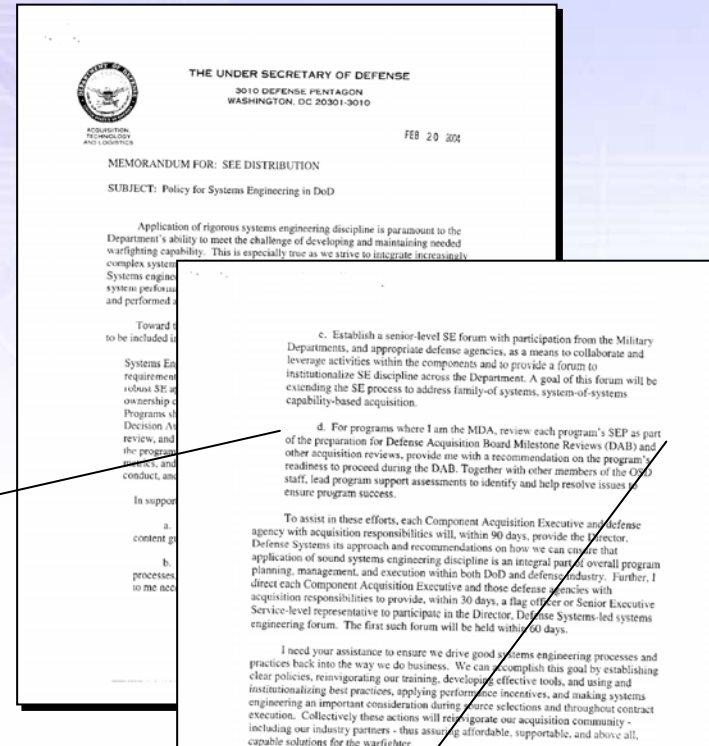 THE UNDER SECRETARY OF DEFENSE
3010 DEFENSE PENTAGON
WASHINGTON, DC 20301-3010
ACQUISITION,
TECHNOLOGY
AND LOGISTICS
FEB 20 2004
MEMORANDUM FOR: SEE DISTRIBUTION
SUBJECT: Policy for Systems Engineering in DoD
Application of rigorous systems engineering discipline is paramount to the
Department's ability to meet the challenge of developing and maintaining needed
warfighting capability. This is especially true as we strive to integrate increasingly
complex system
Systems engine
system performa
and performed a
Toward t
to be included i
Systems En
requirement
robust SE a
ownership c
Programs sh
Decision Au
review, and
the program
metrics, and
conduct, and
In suppor
a.
content gu
b.
processes,
to me nec
c. Establish a senior-level SE forum with participation from the Military
Departments, and appropriate defense agencies, as a means to collaborate and
leverage activities within the components and to provide a forum to
institutionalize SE discipline across the Department. A goal of this forum will be
extending the SE process to address family-of systems, system-of-systems
capability-based acquisition.
d. For programs where I am the MDA, review each program's SEP as part
of the preparation for Defense Acquisition Board Milestone Reviews (DAB) and
other acquisition reviews, provide me with a recommendation on the program's
readiness to proceed during the DAB. Together with other members of the OSD
staff, lead program support assessments to identify and help resolve issues to
ensure program success.
To assist in these efforts, each Component Acquisition Executive and defense
agency with acquisition responsibilities will, within 90 days, provide the Director,
Defense Systems its approach and recommendations on how we can ensure that
application of sound systems engineering discipline is an integral part of overall program
planning, management, and execution within both DoD and defense industry. Further, I
direct each Component Acquisition Executive and those defense agencies with
acquisition responsibilities to provide, within 30 days, a flag officer or Senior Executive
Service-level representative to participate in the Director, Defense Systems-led systems
engineering forum. The first such forum will be held within 60 days.
I need your assistance to ensure we drive good systems engineering processes and
practices back into the way we do business. We can accomplish this goal by establishing
clear policies, reinvigorating our training, developing effective tools, and using and
institutionalizing best practices, applying performance incentives, and making systems
engineering an important consideration during source selections and throughout contract
execution. Collectively these actions will reinvigorate our acquisition community -
including our industry partners - thus assuring affordable, supportable, and above all,
capable solutions for the warfighter.